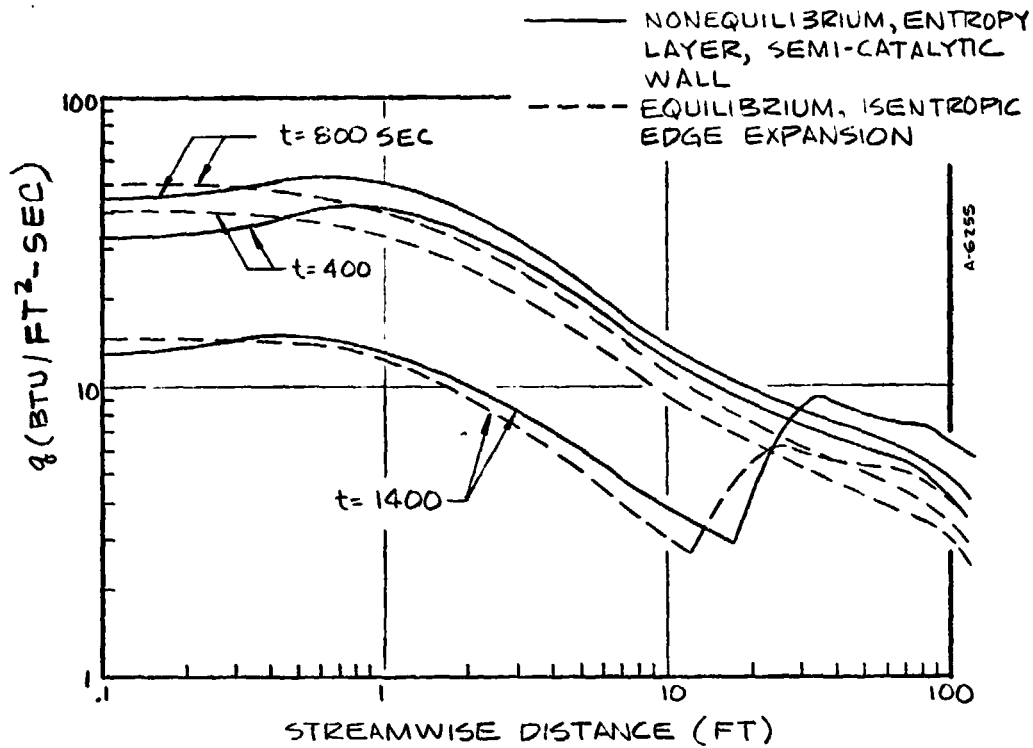 NONEQUILIBRIUM, ENTROPY
LAYER, SEMI-CATALYTIC
WALL
EQUILIBRIUM, ISENTROPIC
EDGE EXPANSION
100
t=800 SEC
t=400
10
t=1400
1
q(BTU/FT²-SEC)
.1
1
10
100
STREAMWISE DISTANCE (FT)
A-6255